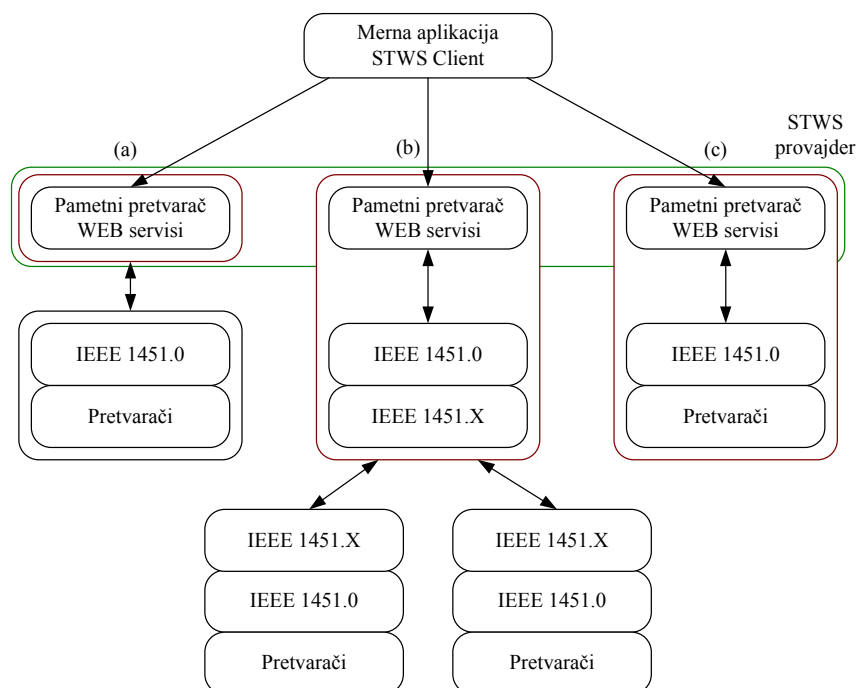 Merna aplikacija
STWS Client
STWS
provajder
(a)
(b)
(c)
Pametni pretvarač
WEB servisi
Pametni pretvarač
WEB servisi
Pametni pretvarač
WEB servisi
IEEE 1451.0
Pretvarači
IEEE 1451.0
IEEE 1451.X
IEEE 1451.0
Pretvarači
IEEE 1451.X
IEEE 1451.0
Pretvarači
IEEE 1451.X
IEEE 1451.0
Pretvarači